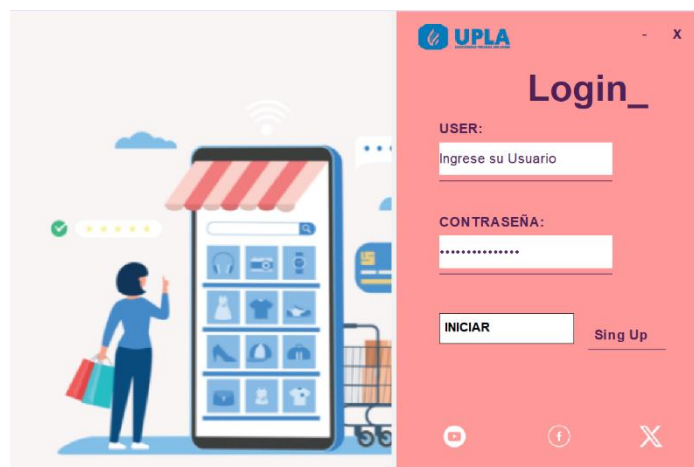 UPLA
- X
Login_
USER:
Ingrese su Usuario
CONTRASEÑA:
INICIAR
Sing Up